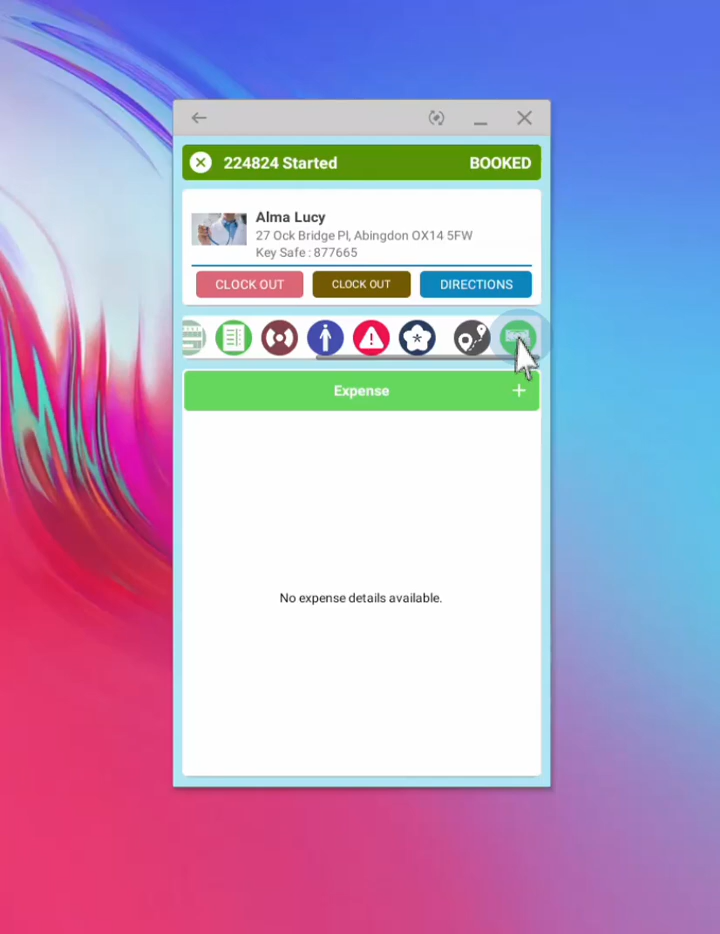 224824 Started BOOKED
Alma Lucy
27 Ock Bridge Pl, Abingdon OX14 5FW
Key Safe : 877665
CLOCK OUT CLOCK OUT DIRECTIONS
Expense +
No expense details available.